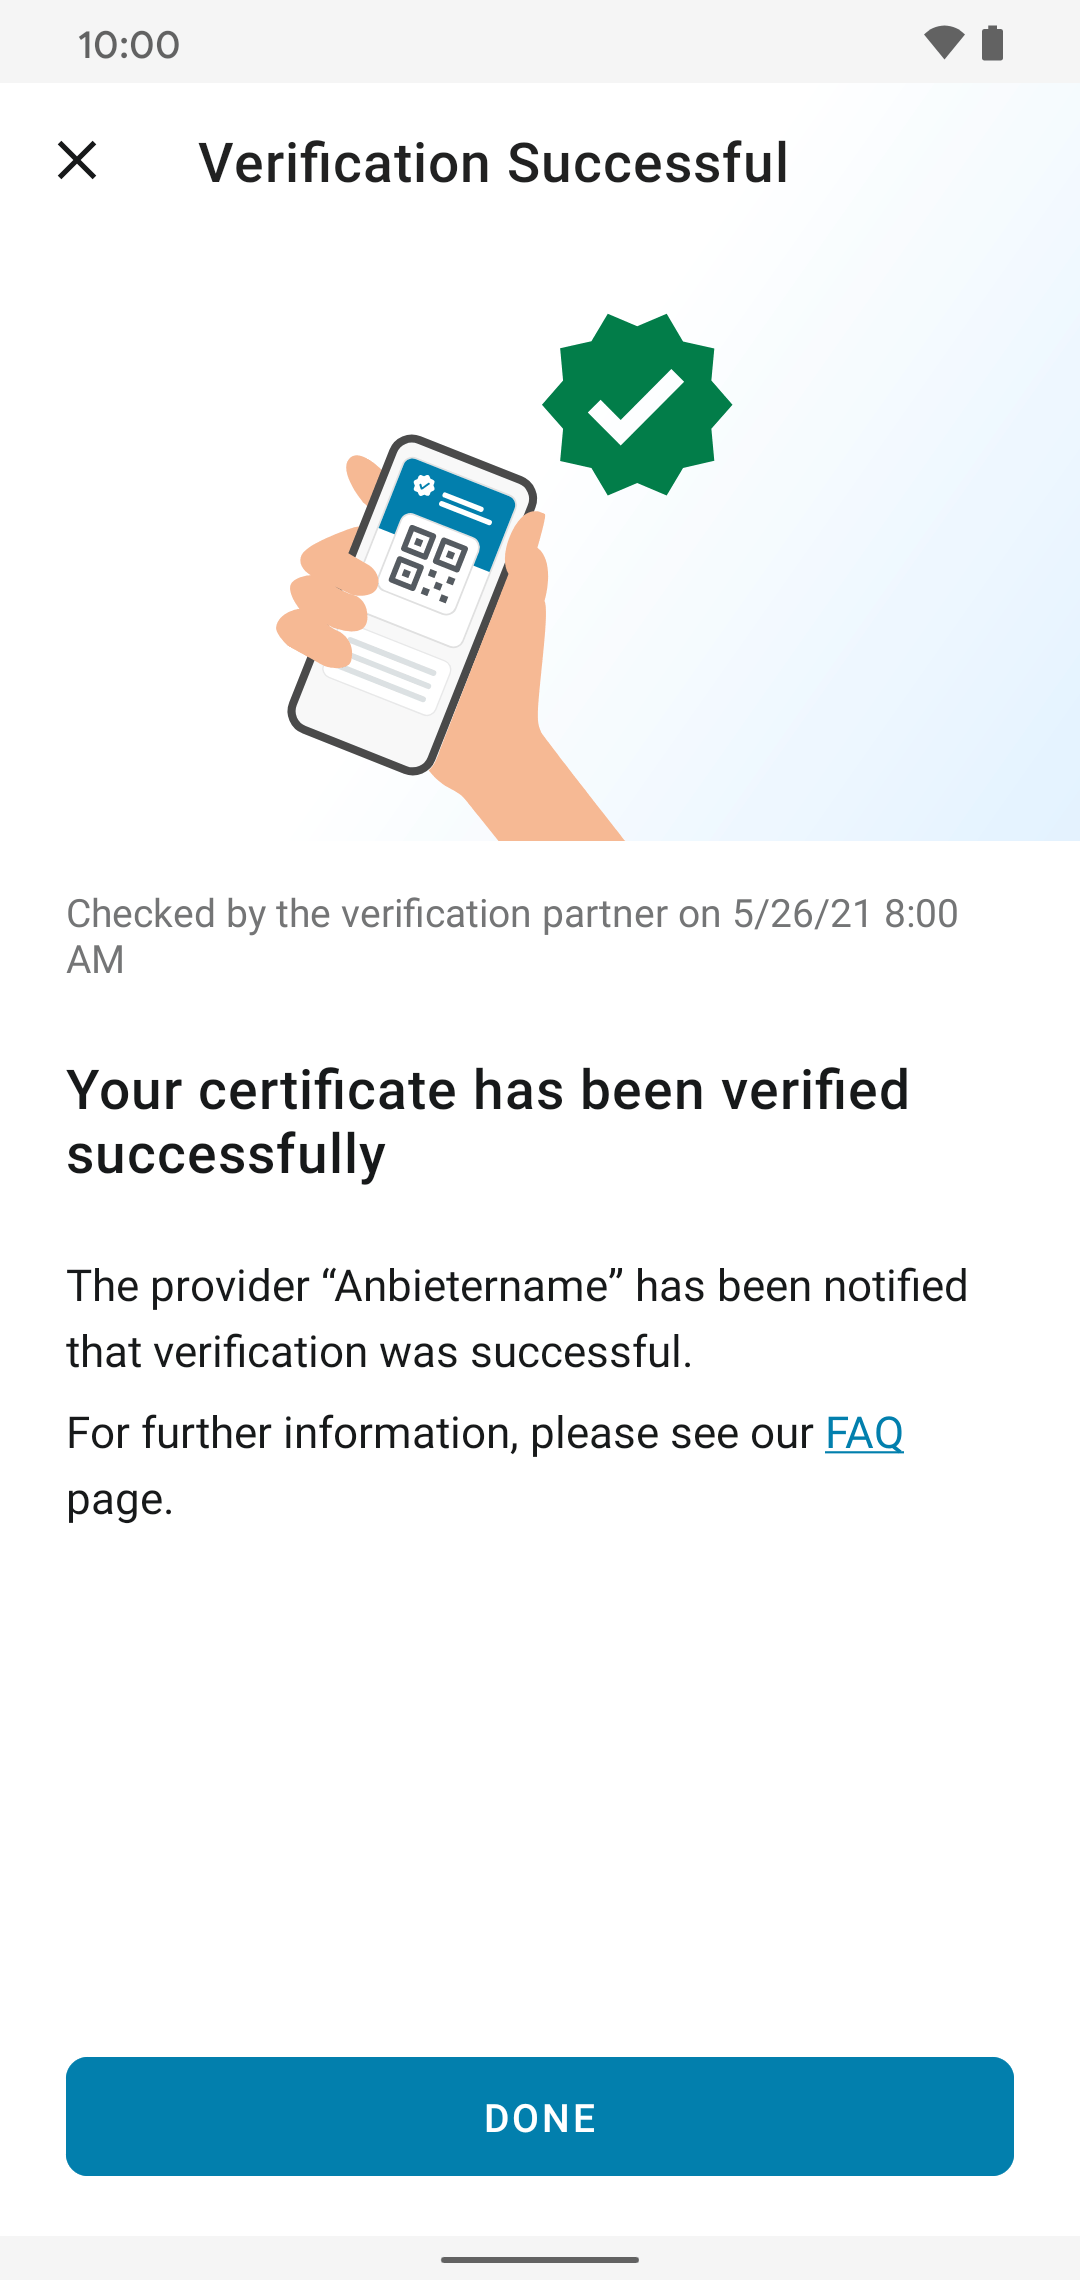 10:00
Verification Successful
Checked by the verification partner on 5/26/21 8:00
AM
Your certificate has been verified
successfully
The provider “Anbietername” has been notified
that verification was successful.
For further information, please see our FAQ
page.
DONE